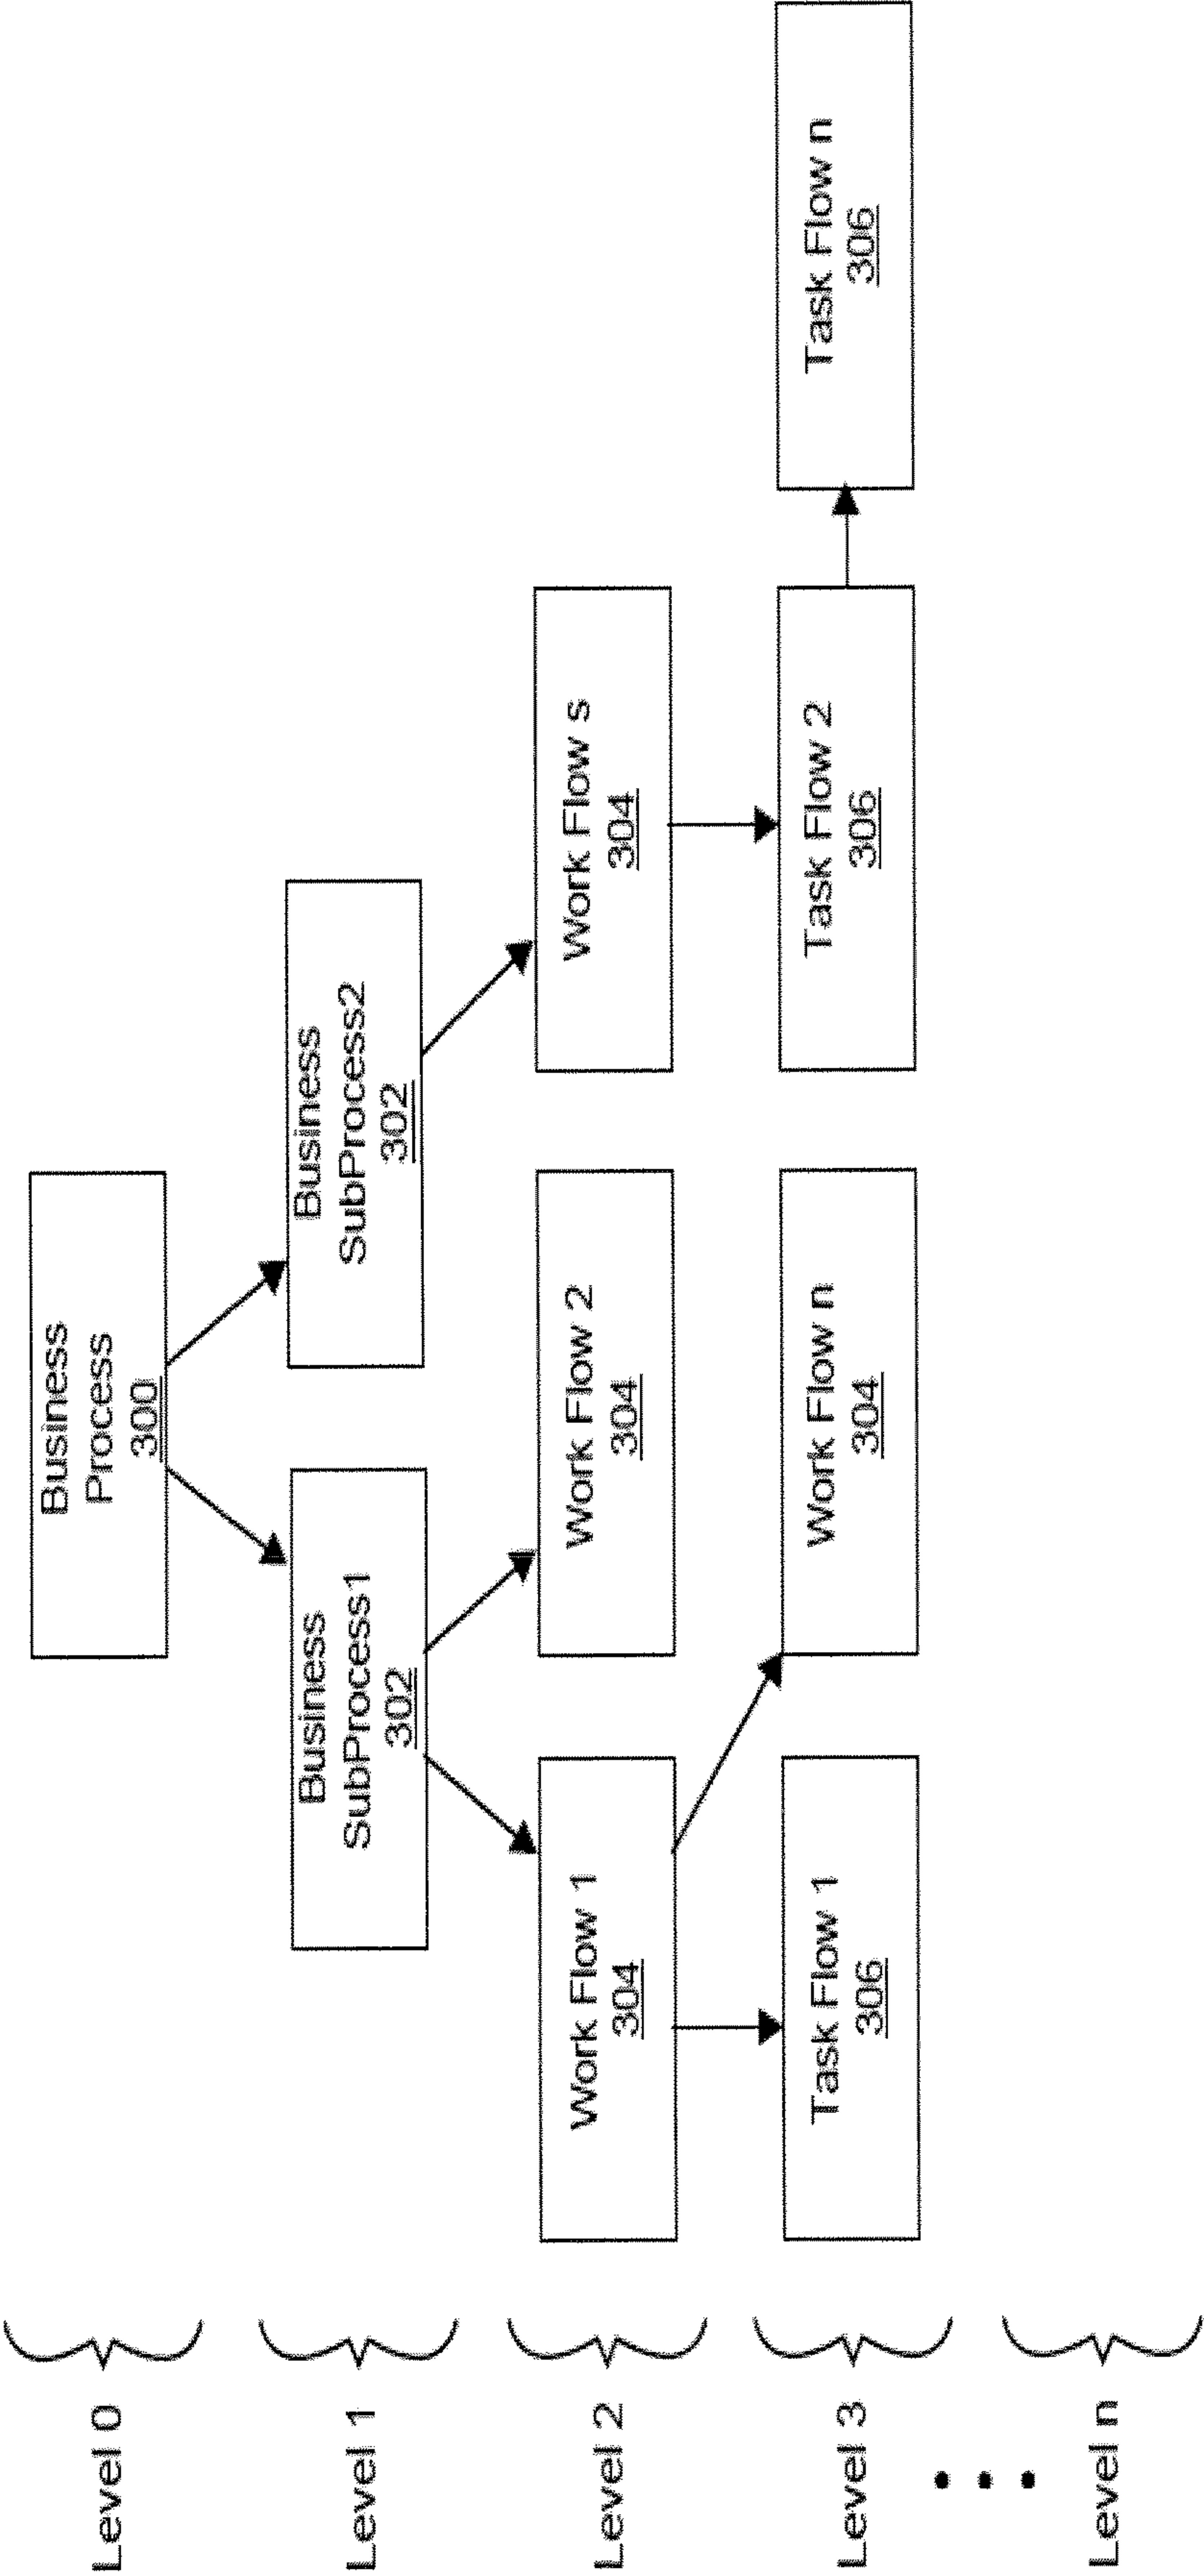 Level 0
Business
Process
300
Level 1
Business
SubProcess1
302
Business
SubProcess2
302
Level 2
Work Flow 1
304
Work Flow 2
304
Work Flow s
304
Level 3
Task Flow 1
306
Work Flow n
304
Task Flow 2
306
Task Flow n
306
Level n